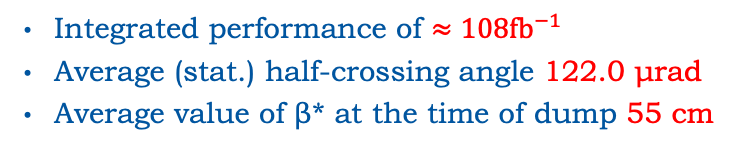 • Integrated performance of ≈ 108fb⁻¹
• Average (stat.) half-crossing angle 122.0 μrad
• Average value of β* at the time of dump 55 cm